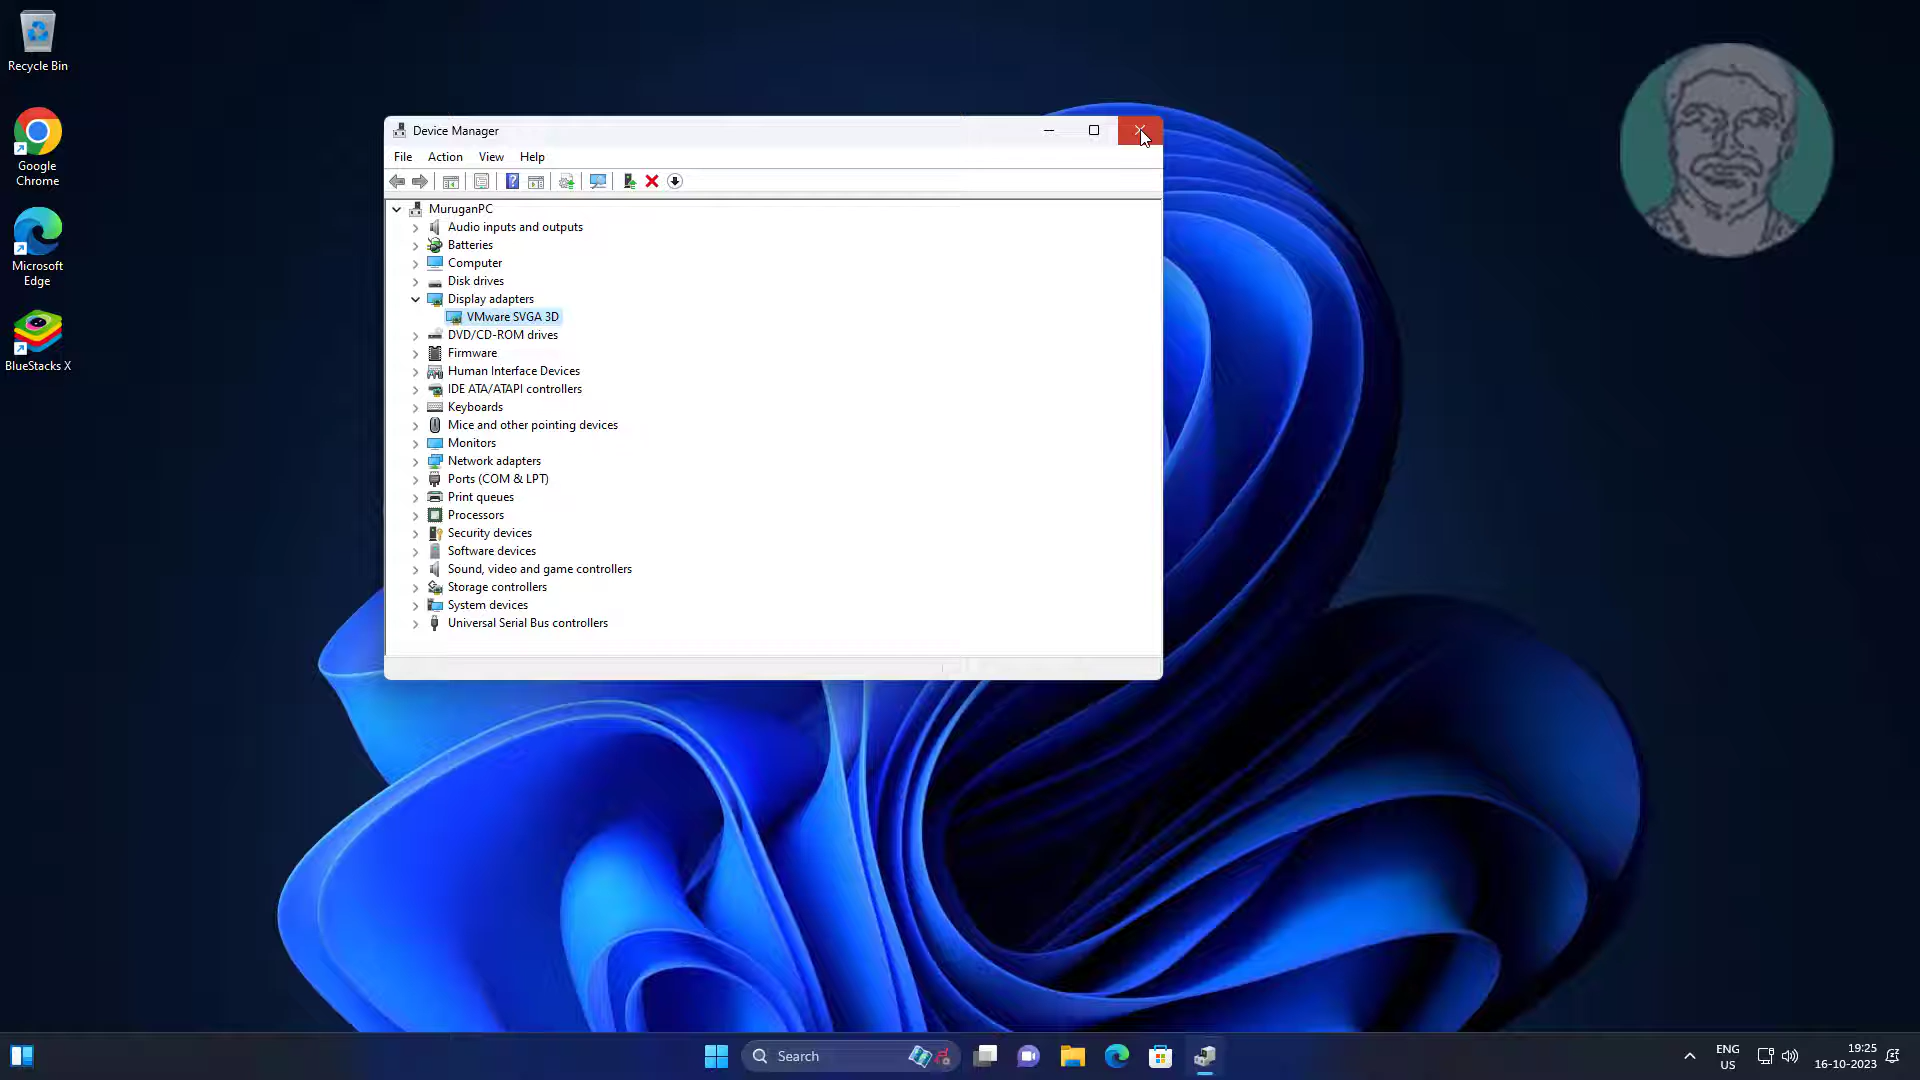 Recycle Bin
Google
Chrome
Microsoft
Edge
BlueStacks X
Device Manager
File Action View Help
MuruganPC
Audio inputs and outputs
Batteries
Computer
Disk drives
Display adapters
VMware SVGA 3D
DVD/CD-ROM drives
Firmware
Human Interface Devices
IDE ATA/ATAPI controllers
Keyboards
Mice and other pointing devices
Monitors
Network adapters
Ports (COM & LPT)
Print queues
Processors
Security devices
Software devices
Sound, video and game controllers
Storage controllers
System devices
Universal Serial Bus controllers
Search
ENG
US
19:25
16-10-2023